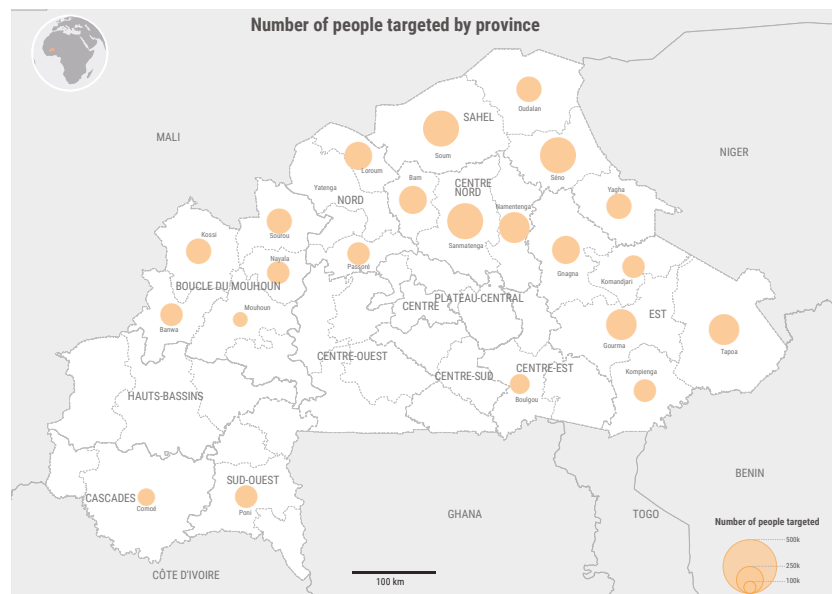 Number of people targeted by province
Oudalan
SAHEL
MALI
Soum
NIGER
Loroum
Séno
Bam
CENTRE
NORD
Yatenga
Yagha
NORD
Namentenga
Kossi
Sourou
Sanmatenga
Nayala
Passoré
Gnagna
Komandjari
BOUCLE DU MOUHOUN
PLATEAU-CENTRAL
CENTRE
Mouhoun
EST
Banwa
Gourma
Tapoa
CENTRE-OUEST
CENTRE-EST
Kompienga
CENTRE-SUD
HAUTS-BASSINS
Boulgou
BENIN
SUD-OUEST
CASCADES
Comoé
Poni
GHANA
TOGO
Number of people targeted
500k
250k
100k
CÔTE D'IVOIRE
100 km